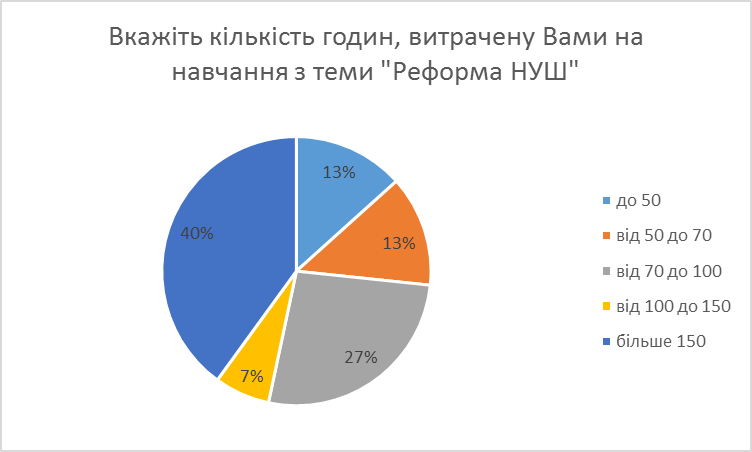 Вкажіть кількість годин, витрачену Вами на
навчання з теми "Реформа НУШ"
13%
13%
27%
7%
40%
до 50
від 50 до 70
від 70 до 100
від 100 до 150
більше 150